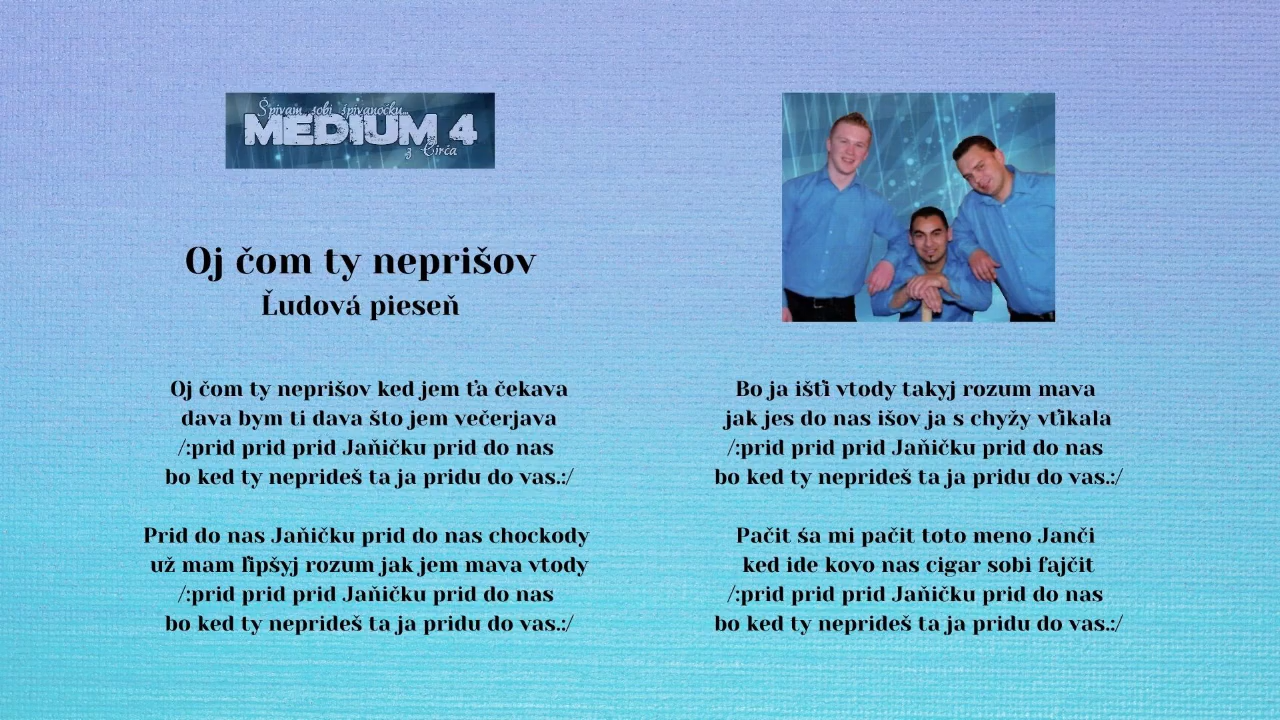 Špivam sobi špivanočku...
MEDIUM 4
z Čirča
Oj čom ty neprišov
Ľudová pieseň
Oj čom ty neprišov ked jem ťa čekava
dava bym ti dava što jem večerjava
/:prid prid prid Jaňičku prid do nas
bo ked ty neprideš ta ja pridu do vas.:/
Prid do nas Jaňičku prid do nas chockody
už mam ľipšyj rozum jak jem mava vtody
/:prid prid prid Jaňičku prid do nas
bo ked ty neprideš ta ja pridu do vas.:/
Bo ja išťi vtody takyj rozum mava
jak jes do nas išov ja s chyžy vťikala
/:prid prid prid Jaňičku prid do nas
bo ked ty neprideš ta ja pridu do vas.:/
Pačit śa mi pačit toto meno Janči
ked ide kovo nas cigar sobi fajčit
/:prid prid prid Jaňičku prid do nas
bo ked ty neprideš ta ja pridu do vas.:/